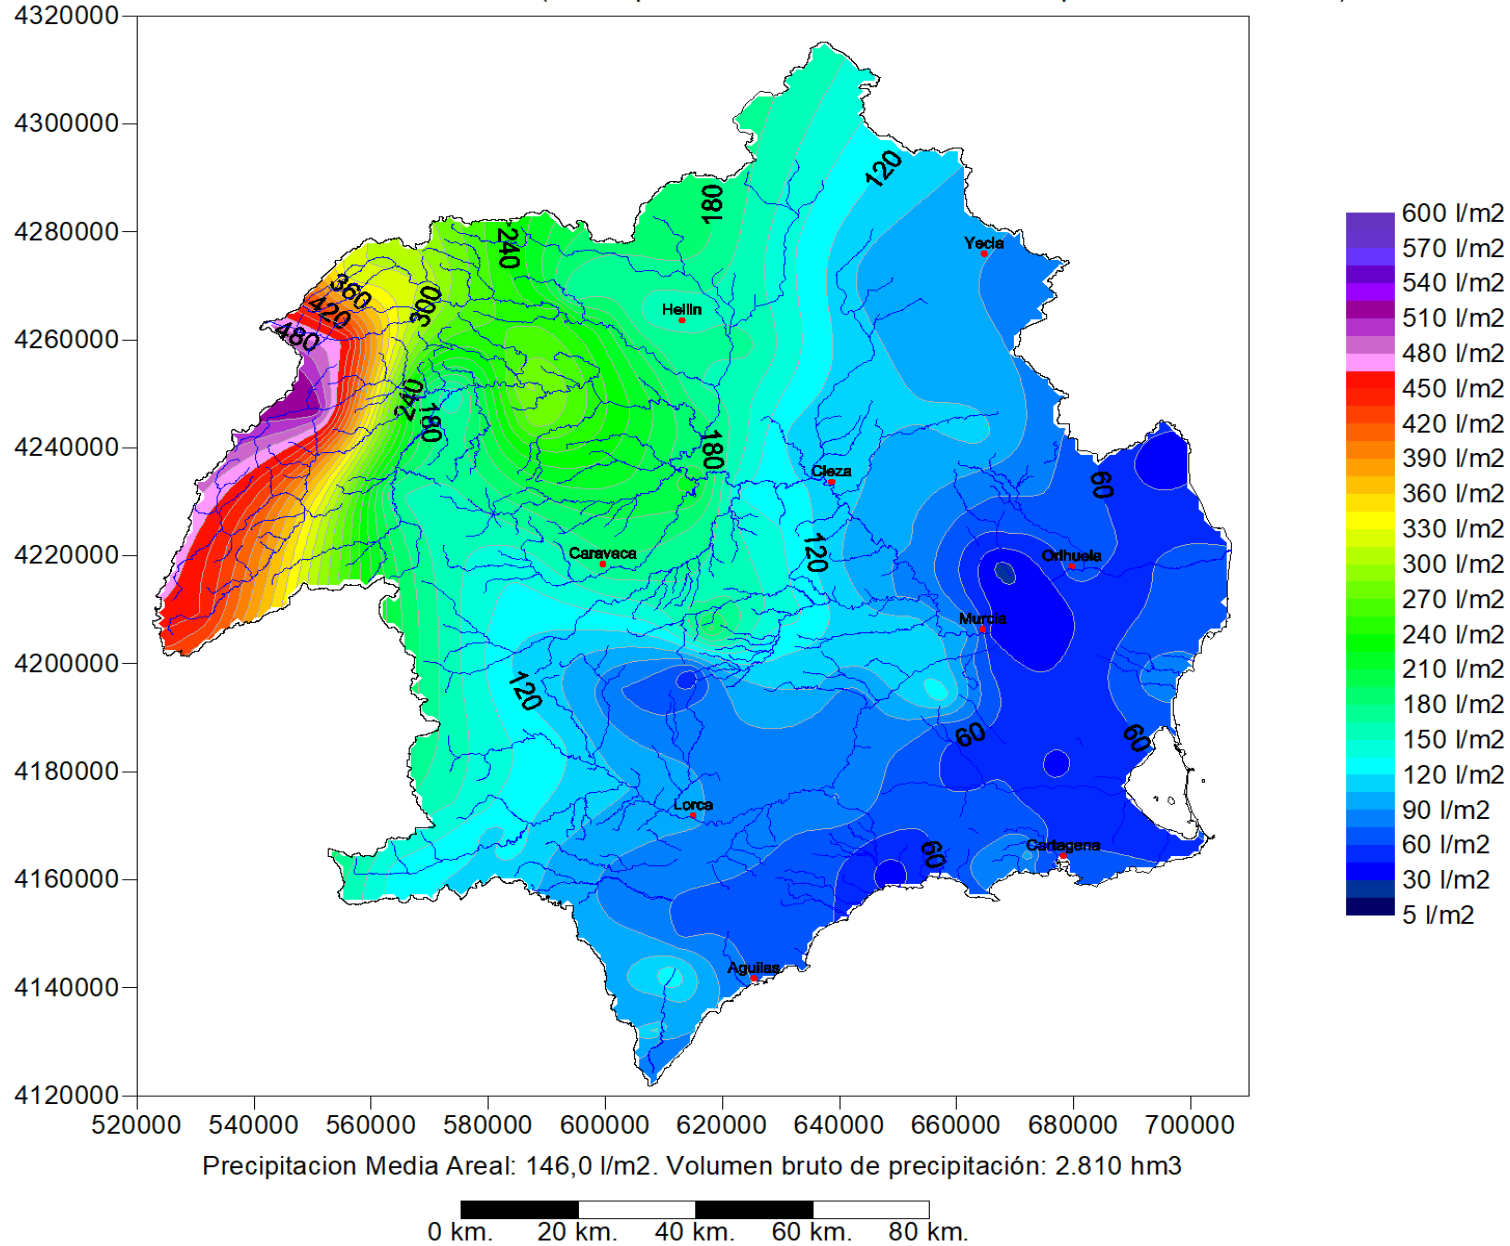 4320000
4300000
4280000
4260000
4240000
4220000
4200000
4180000
4160000
4140000
4120000
520000 540000 560000 580000 600000 620000 640000 660000 680000 700000
120
180
240
Yecla
360
300
420
Hellin
480
240
180
180
60
Cieza
120
Caravaca
Orihuela
Murcia
120
60
60
Lorca
60
Cartagena
Aguilas
600 l/m2
570 l/m2
540 l/m2
510 l/m2
480 l/m2
450 l/m2
420 l/m2
390 l/m2
360 l/m2
330 l/m2
300 l/m2
270 l/m2
240 l/m2
210 l/m2
180 l/m2
150 l/m2
120 l/m2
90 l/m2
60 l/m2
30 l/m2
5 l/m2
Precipitacion Media Areal: 146,0 l/m2. Volumen bruto de precipitación: 2.810 hm3
0 km. 20 km. 40 km. 60 km. 80 km.